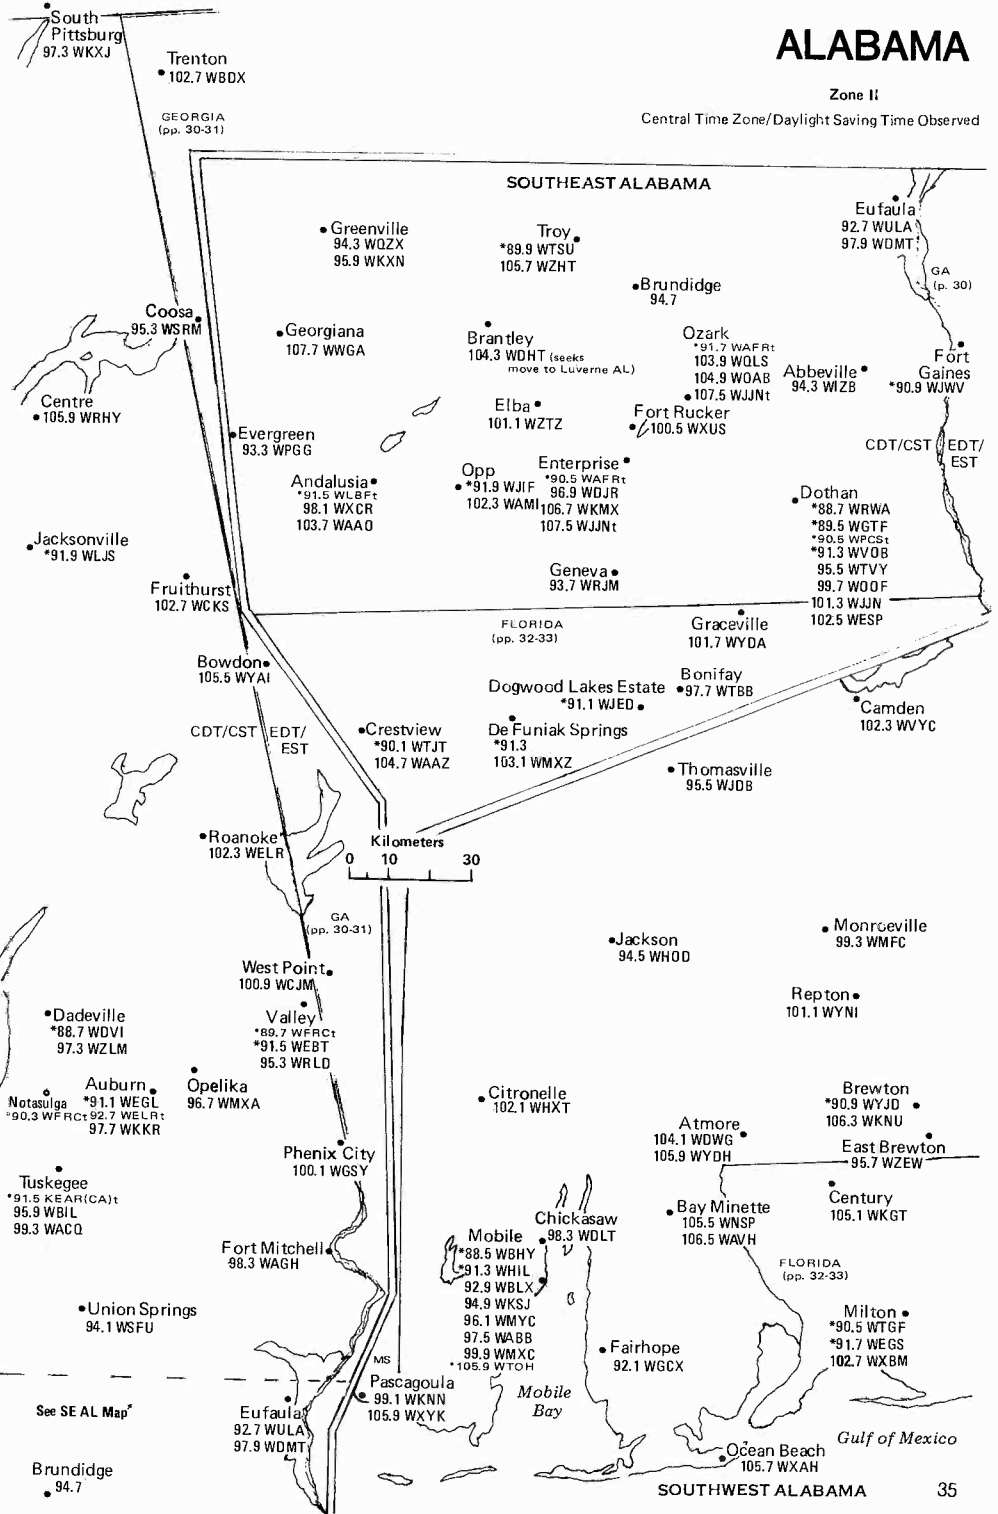 ALABAMA
Zone II
Central Time Zone/Daylight Saving Time Observed
South
Pittsburg
97.3 WKXJ
Trenton
102.7 WBDX
GEORGIA
(pp. 30-31)
SOUTHEAST ALABAMA
Greenville
94.3 WQZX
95.9 WKXN
Troy
*89.9 WTSU
105.7 WZHT
Eufaula
92.7 WULA
97.9 WDMT
GA
(p. 30)
Brundidge
94.7
Coosa
95.3 WSRM
Georgiana
107.7 WWGA
Brantley
104.3 WDHT (seeks
move to Luverne AL)
Ozark
*91.7 WAFRt
103.9 WQLS
104.9 WOAB
107.5 WJJNt
Abbeville
94.3 WIZB
Fort
Gaines
*90.9 WJWV
Centre
105.9 WRHY
Elba
101.1 WZTZ
Fort Rucker
100.5 WXUS
Evergreen
93.3 WPGG
CDT/CST EDT/
EST
Andalusia
*91.5 WLBFt
98.1 WXCR
103.7 WAAO
Opp
*91.9 WJIF
102.3 WAMI
Enterprise
*90.5 WAFRt
96.9 WDJR
106.7 WKMX
107.5 WJJNt
Dothan
*88.7 WRWA
*89.5 WGTF
*90.5 WPCSt
*91.3 WVOB
95.5 WTVY
99.7 WOOF
101.3 WJJN
102.5 WESP
Jacksonville
*91.9 WLJS
Fruithurst
102.7 WCKS
Geneva
93.7 WRJM
FLORIDA
(pp. 32-33)
Graceville
101.7 WYDA
Bowdon
105.5 WYAI
Dogwood Lakes Estate
*91.1 WJED
Bonifay
97.7 WTBB
Camden
102.3 WVYC
CDT/CST EDT/
EST
Crestview
*90.1 WTJT
104.7 WAAZ
De Funiak Springs
*91.3
103.1 WMXZ
Thomasville
95.5 WJDB
Roanoke
102.3 WELR
Kilometers
0 10 30
GA
(pp. 30-31)
Jackson
94.5 WHOD
Monroeville
99.3 WMFC
West Point
100.9 WCJM
Repton
101.1 WYNI
Dadeville
*88.7 WDVI
97.3 WZLM
Valley
*89.7 WFRCt
*91.5 WEBT
95.3 WRLD
Notasulga
*90.3 WFRCt
Auburn
*91.1 WEGL
92.7 WELRt
97.7 WKKR
Opelika
96.7 WMXA
Citronelle
102.1 WHXT
Brewton
*90.9 WYJD
106.3 WKNU
Atmore
104.1 WDWG
105.9 WYDH
East Brewton
95.7 WZEW
Phenix City
100.1 WGSY
Tuskegee
*91.5 KEAR(CA)t
95.9 WBIL
99.3 WACQ
Century
105.1 WKGT
Bay Minette
105.5 WNSP
106.5 WAVH
Chickasaw
98.3 WDLT
Mobile
*88.5 WBHY
*91.3 WHIL
92.9 WBLX
94.9 WKSJ
96.1 WMYC
97.5 WABB
99.9 WMXC
*105.9 WTOH
Fort Mitchell
98.3 WAGH
FLORIDA
(pp. 32-33)
Union Springs
94.1 WSFU
Milton
*90.5 WTGF
*91.7 WEGS
102.7 WXBM
Fairhope
92.1 WGCX
MS
Pascagoula
99.1 WKNN
105.9 WXYK
Mobile
Bay
See SE AL Map
Eufaula
92.7 WULA
97.9 WDMT
Gulf of Mexico
Ocean Beach
105.7 WXAH
Brundidge
94.7
SOUTHWEST ALABAMA
35